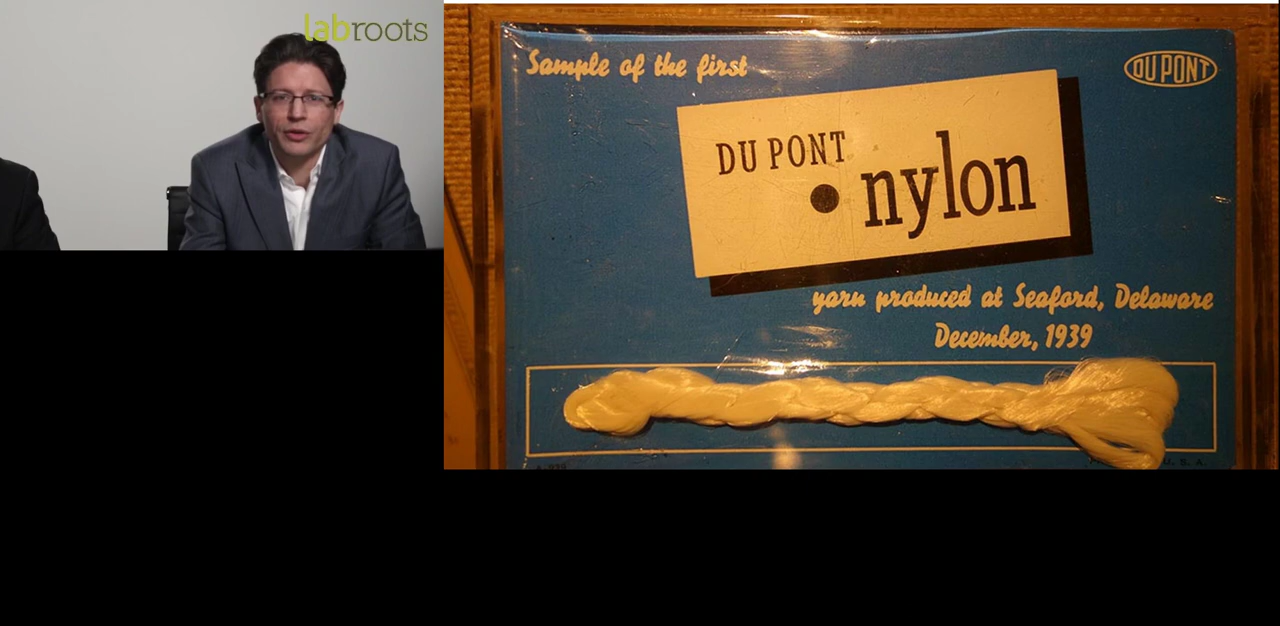 labroots
Sample of the first
DU PONT
DU PONT
nylon
yarn produced at Seaford, Delaware
December, 1939
U. S. A.